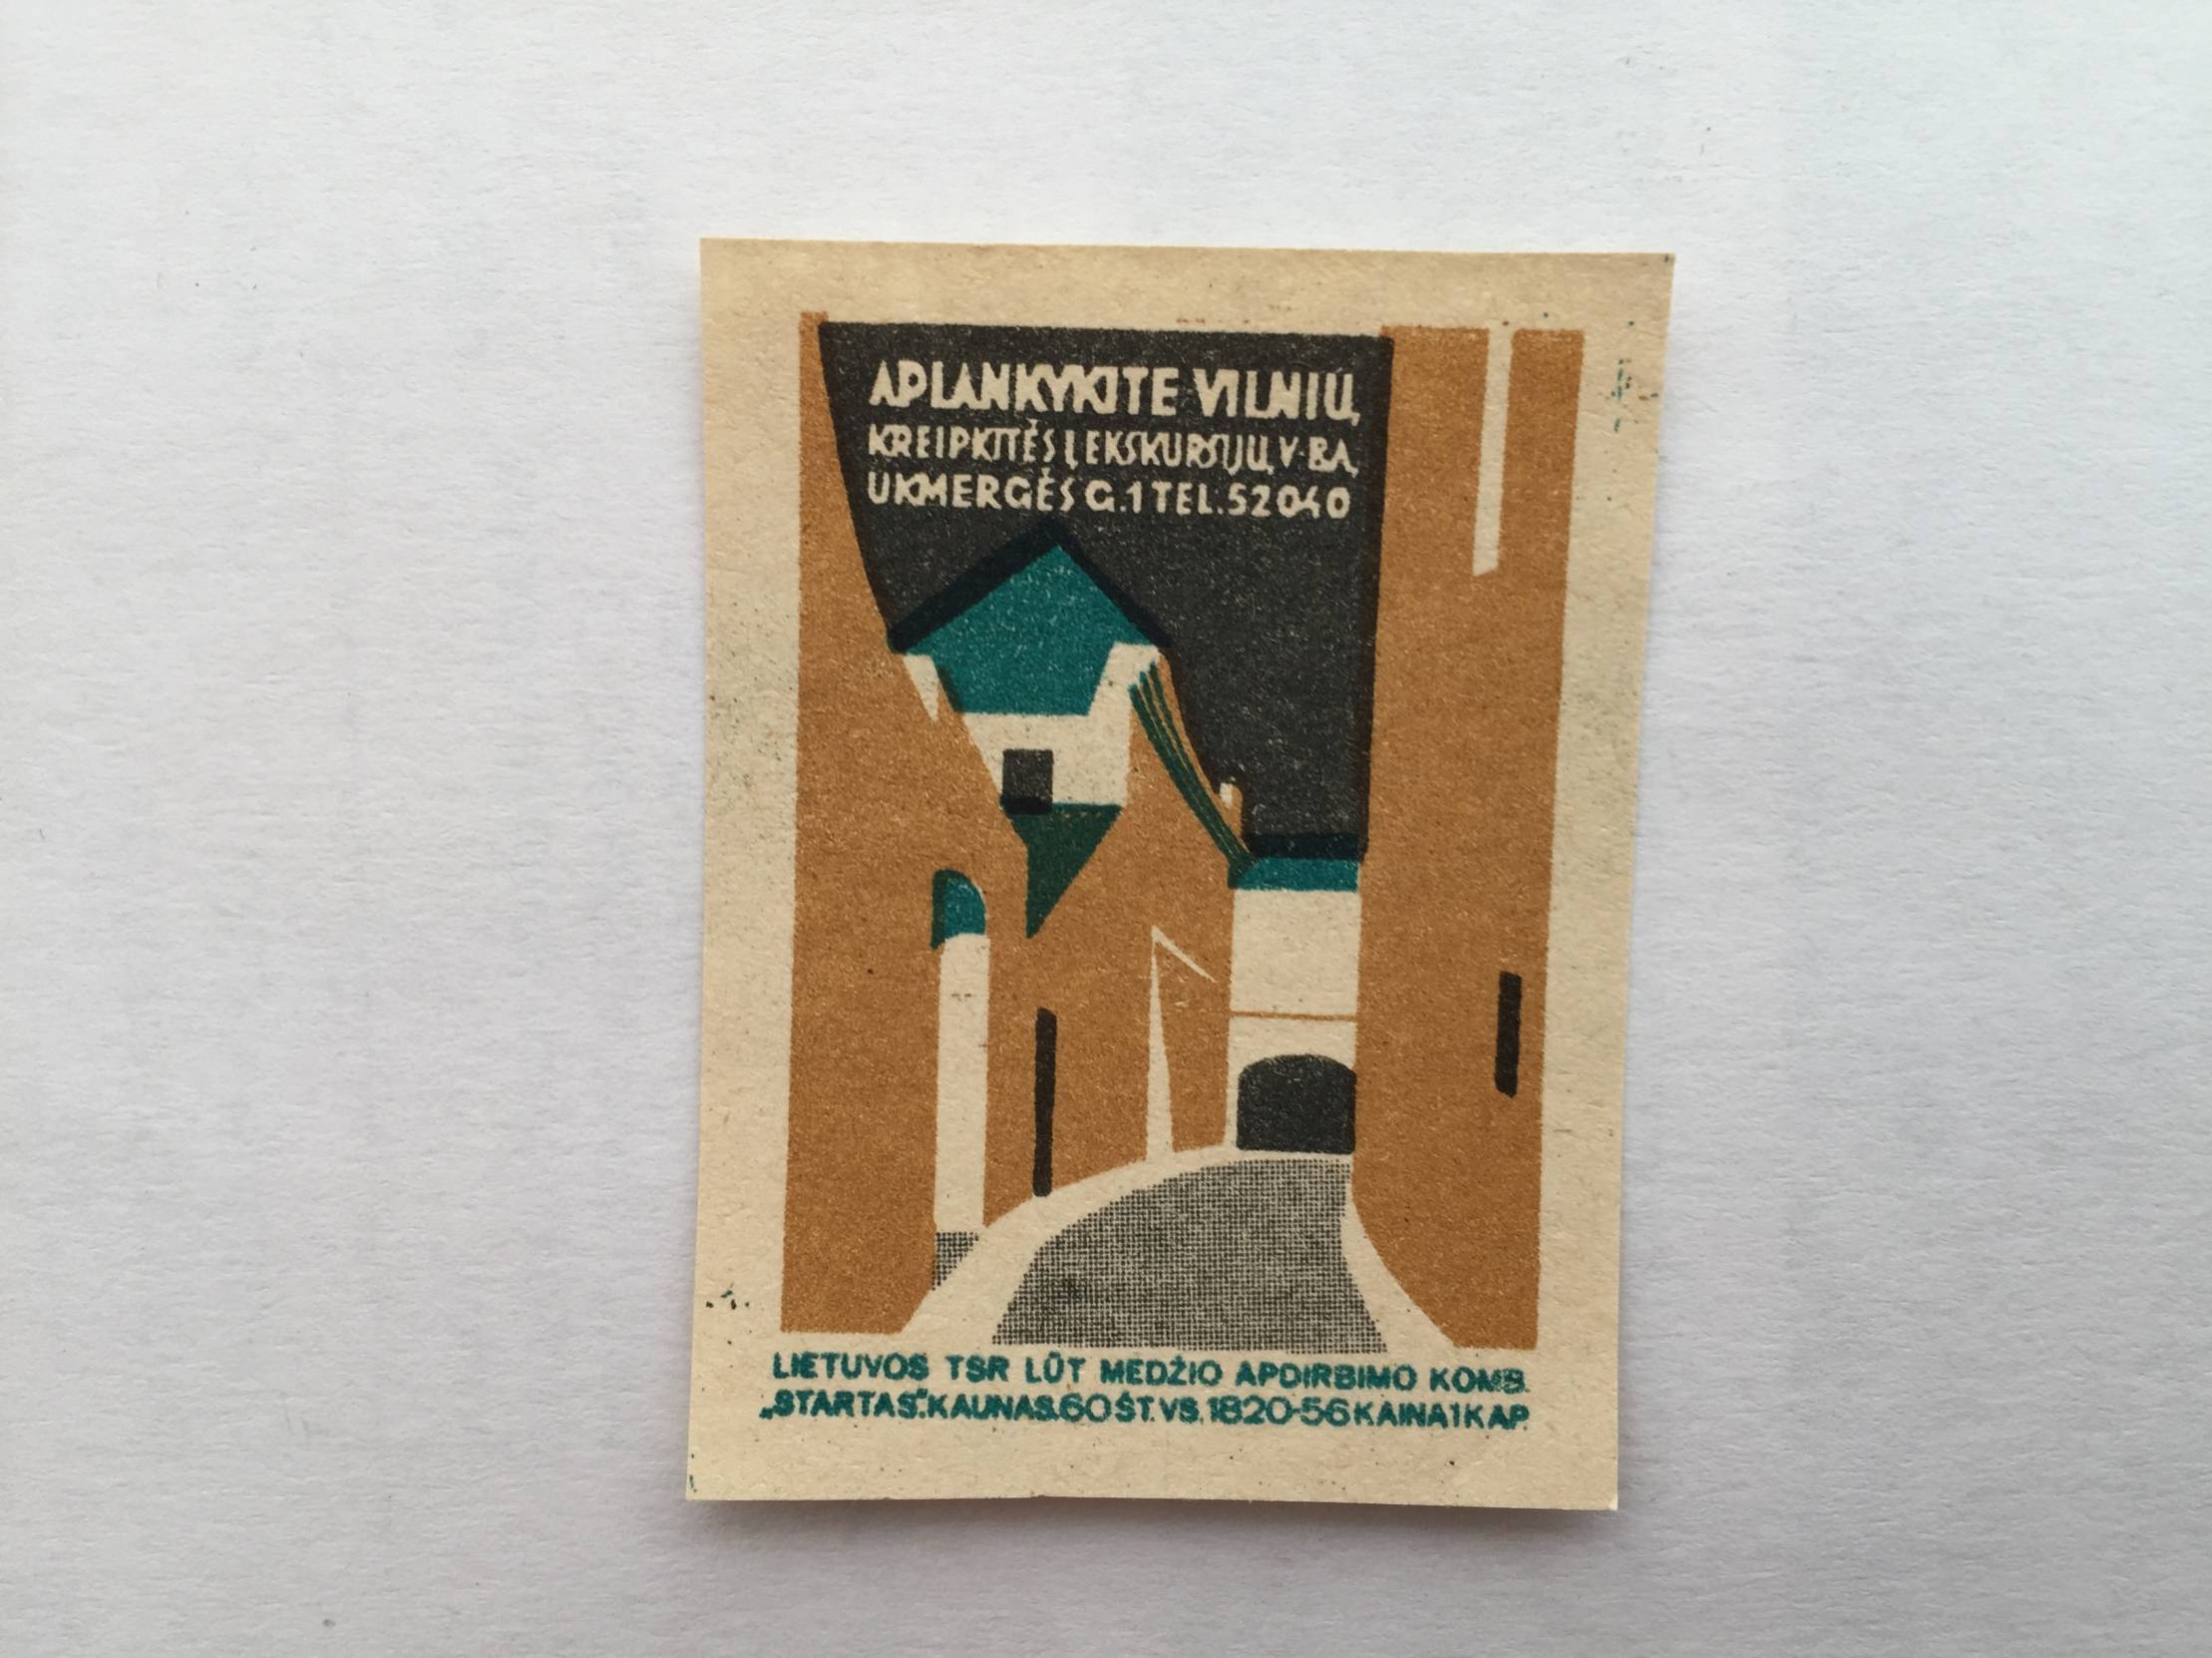 APLANKYKITE VILNIŲ,
KREIPKITĖS Į EKSKURSIJŲ V-BA,
UKMERGĖS G. 1 TEL. 52040
LIETUVOS TSR LŪT MEDŽIO APDIRBIMO KOMB.
„STARTAS". KAUNAS. 60 ŠT. VS. 1820-56 KAINA 1 KAP.